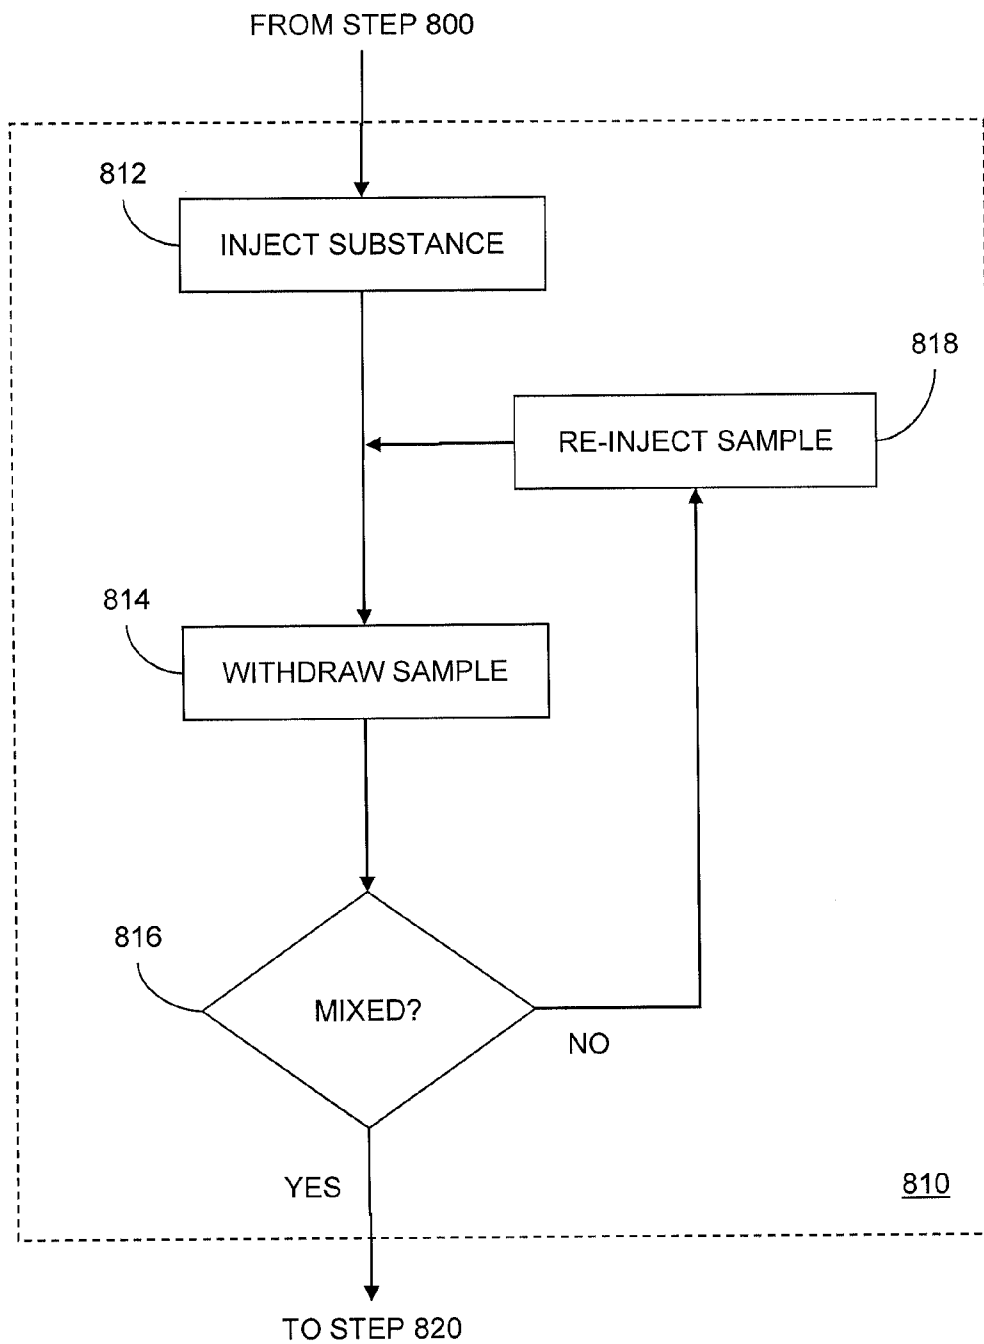 FROM STEP 800
812
INJECT SUBSTANCE
818
RE-INJECT SAMPLE
814
WITHDRAW SAMPLE
816
MIXED?
NO
YES
810
TO STEP 820